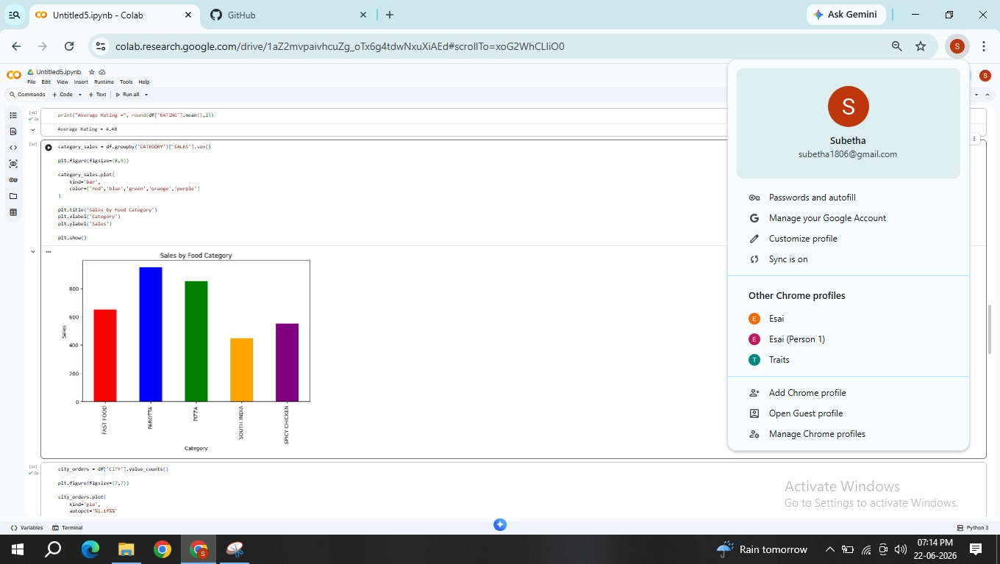 Untitled5.ipynb - Colab
GitHub
Ask Gemini
colab.research.google.com/drive/1aZ2mvpaivhcuZg_oTx6g4tdwNxuXiAEd#scrollTo=xoG2WhCLIiO0
S
Untitled5.ipynb
File Edit View Insert Runtime Tools Help
S
Commands + Code + Text Run all
print("Average Rating =", round(df['RATING'].mean(),2))
Average Rating = 4.48
category_sales = df.groupby('CATEGORY')['SALES'].sum()
plt.figure(figsize=(8,5))
category_sales.plot(
kind='bar',
color=['red','blue','green','orange','purple']
)
plt.title('Sales by Food Category')
plt.xlabel('Category')
plt.ylabel('Sales')
plt.show()
Sales by Food Category
800
600
400
200
0
Sales
FAST FOOD
PAROTTA
PIZZA
SOUTH INDIA
SPICY CHICKEN
Category
city_orders = df['CITY'].value_counts()
plt.figure(figsize=(7,7))
city_orders.plot(
kind='pie',
autopct='%1.1f%%'
S
Subetha
subetha1806@gmail.com
Passwords and autofill
Manage your Google Account
Customize profile
Sync is on
Other Chrome profiles
E Esai
E Esai (Person 1)
T Traits
Add Chrome profile
Open Guest profile
Manage Chrome profiles
Activate Windows
Go to Settings to activate Windows.
Variables Terminal
Python 3
Rain tomorrow
07:14 PM
22-06-2026